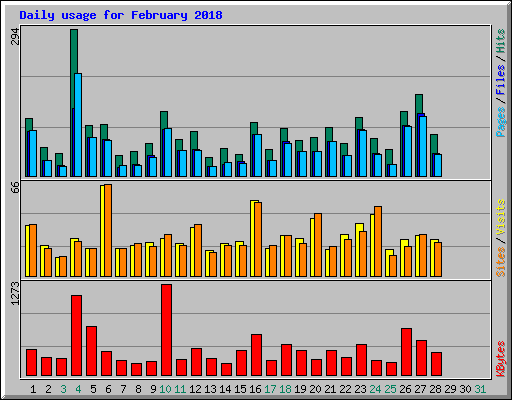 Daily usage for February 2018
294
Pages / Files / Hits
66
Sites / Visits
1273
KBytes
1 2 3 4 5 6 7 8 9 10 11 12 13 14 15 16 17 18 19 20 21 22 23 24 25 26 27 28 29 30 31